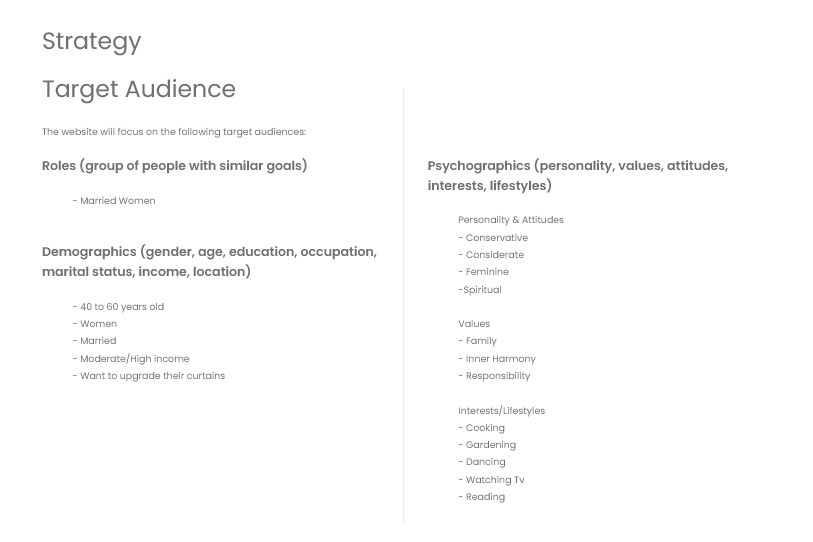 Strategy
Target Audience
The website will focus on the following target audiences:
Roles (group of people with similar goals)
- Married Women
Demographics (gender, age, education, occupation,
marital status, income, location)
- 40 to 60 years old
- Women
- Married
- Moderate/High income
- Want to upgrade their curtains
Psychographics (personality, values, attitudes,
interests, lifestyles)
Personality & Attitudes
- Conservative
- Considerate
- Feminine
-Spiritual
Values
- Family
- Inner Harmony
- Responsibility
Interests/Lifestyles
- Cooking
- Gardening
- Dancing
- Watching Tv
- Reading